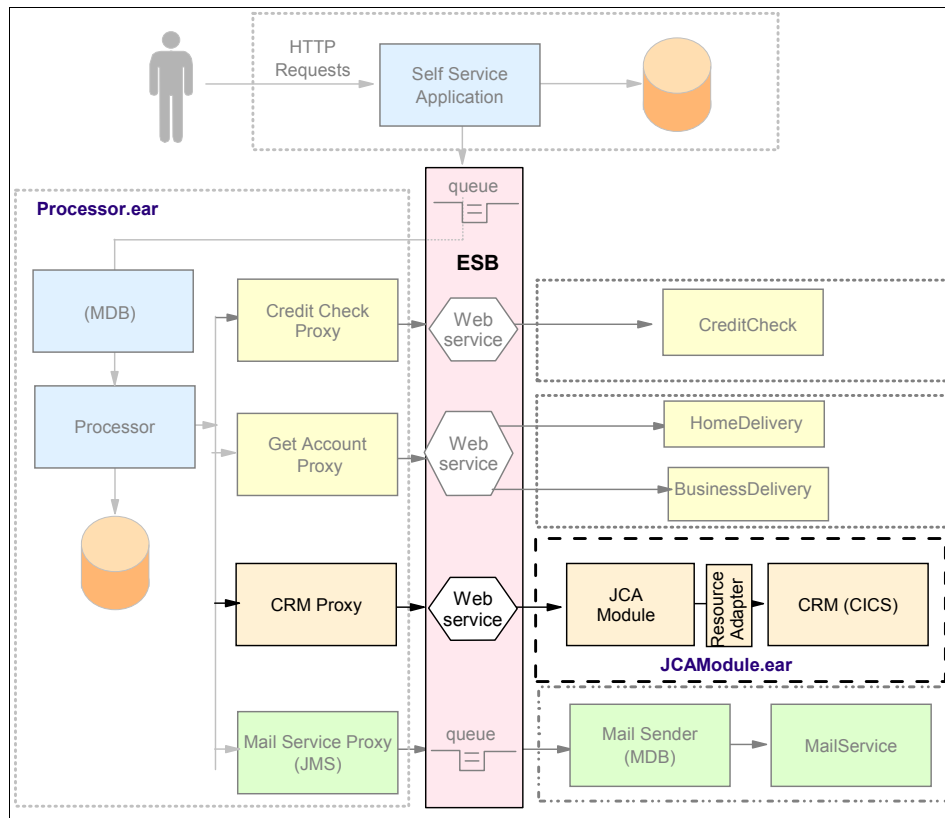 HTTP
Requests
Self Service
Application
queue
Processor.ear
ESB
(MDB)
Credit Check
Proxy
Web
service
CreditCheck
Processor
Get Account
Proxy
Web
service
HomeDelivery
BusinessDelivery
CRM Proxy
Web
service
JCA
Module
Resource
Adapter
CRM (CICS)
JCAModule.ear
Mail Service Proxy
(JMS)
queue
Mail Sender
(MDB)
MailService